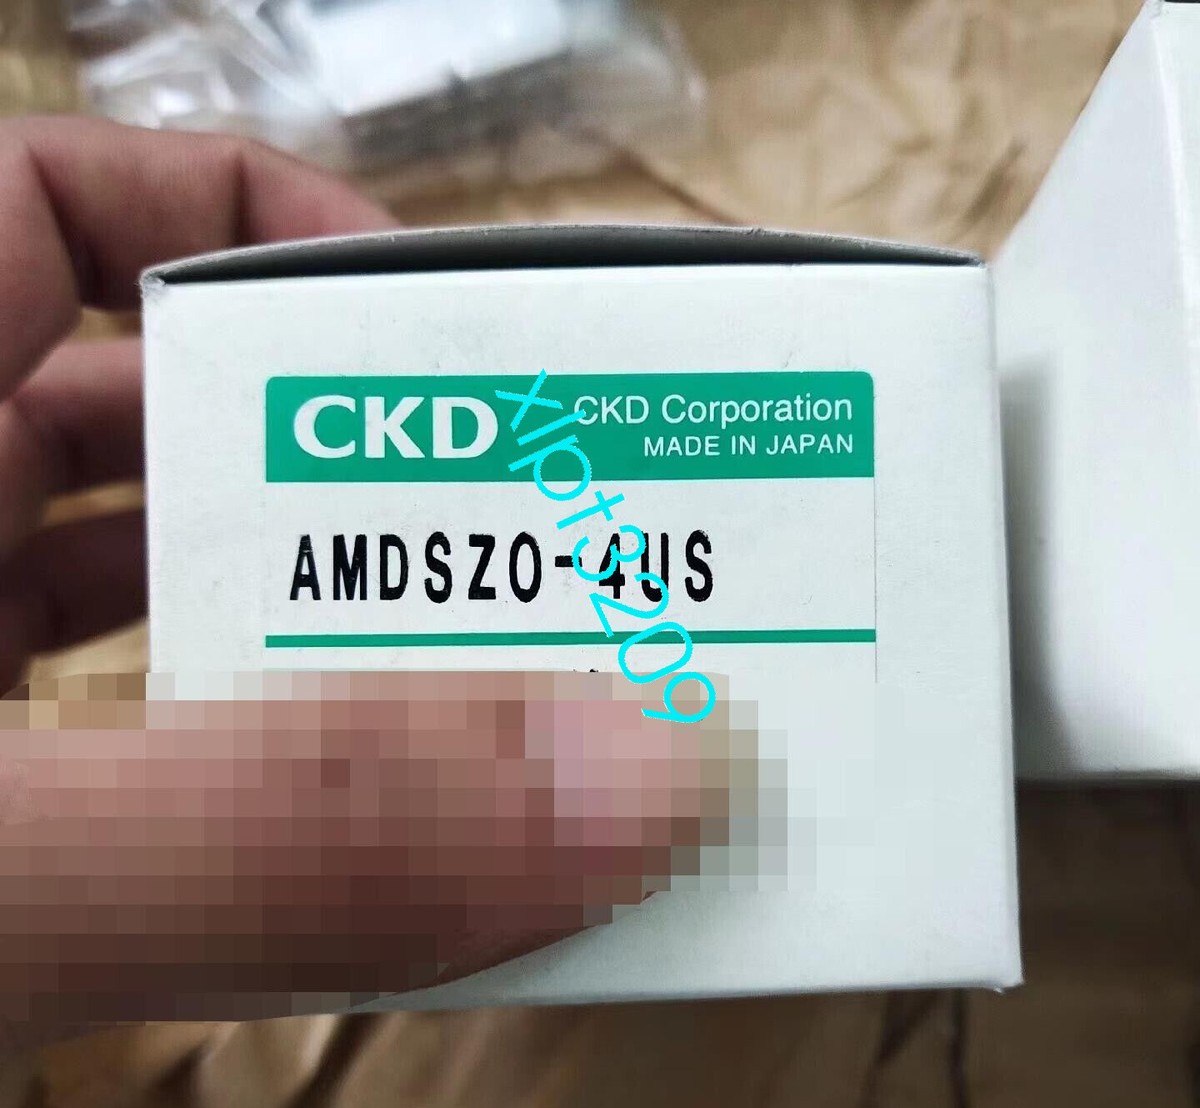 CKD
CKD Corporation
MADE IN JAPAN
AMDSZ0-4US
xlpt3209